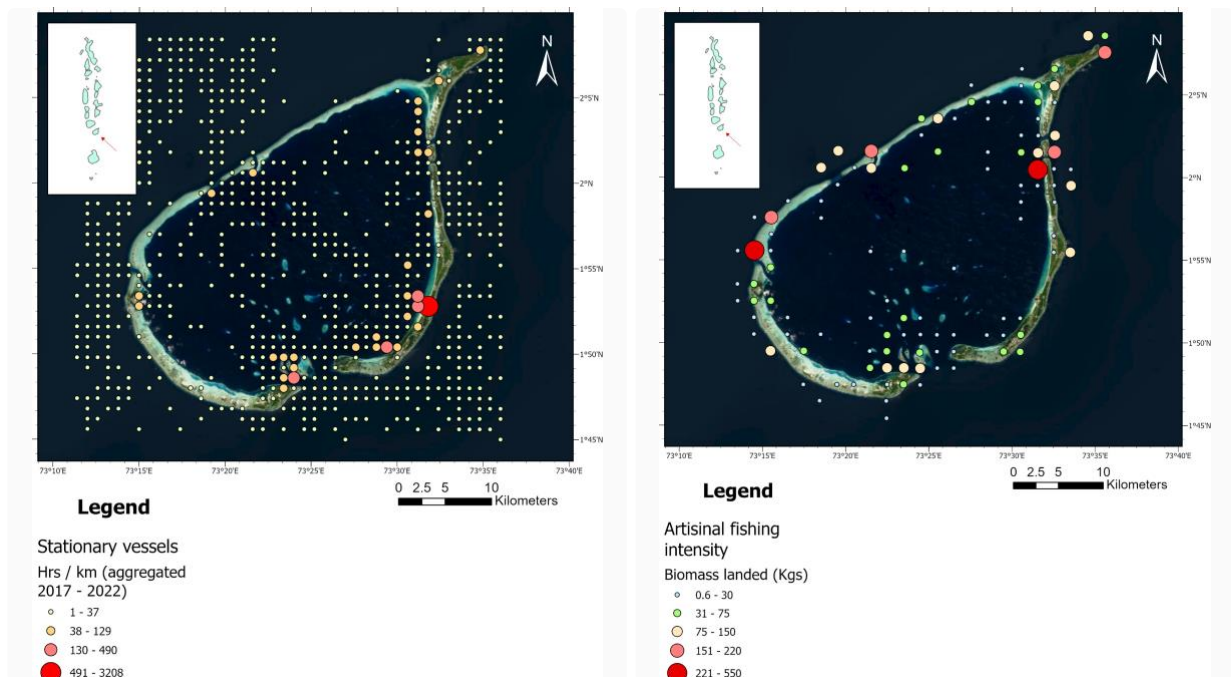 N
2°5'N
2°N
1°55'N
1°50'N
1°45'N
73°10'E
73°15'E
73°20'E
73°25'E
73°30'E
73°35'E
73°40'E
0 2.5 5 10
Kilometers
Legend
Stationary vessels
Hrs / km (aggregated
2017 - 2022)
1 - 37
38 - 129
130 - 490
491 - 3208
N
2°5'N
2°N
1°55'N
1°50'N
1°45'N
73°10'E
73°15'E
73°20'E
73°25'E
73°30'E
73°35'E
73°40'E
0 2.5 5 10
Kilometers
Legend
Artisinal fishing
intensity
Biomass landed (Kgs)
0.6 - 30
31 - 75
75 - 150
151 - 220
221 - 550